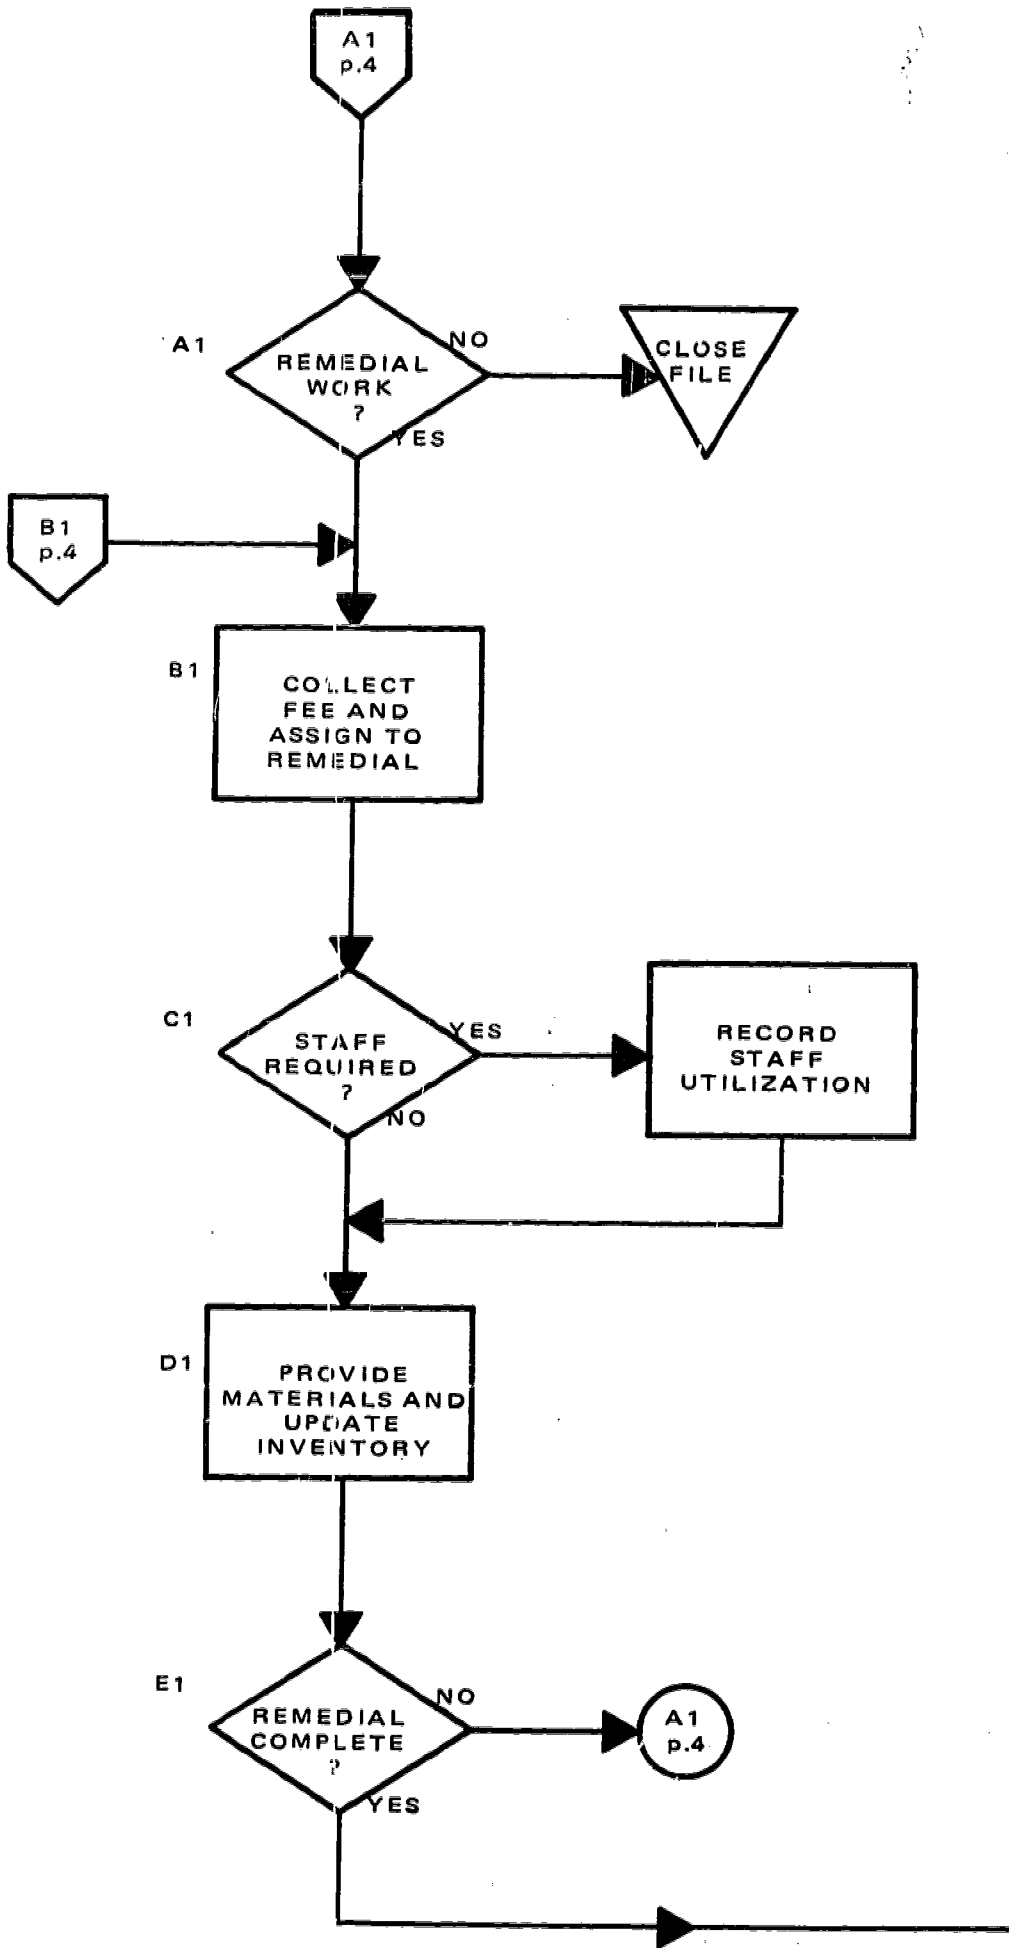 A1
p.4
A1
REMEDIAL
WORK
?
NO
YES
CLOSE
FILE
B1
p.4
B1
COLLECT
FEE AND
ASSIGN TO
REMEDIAL
C1
STAFF
REQUIRED
?
YES
NO
RECORD
STAFF
UTILIZATION
D1
PROVIDE
MATERIALS AND
UPDATE
INVENTORY
E1
REMEDIAL
COMPLETE
?
NO
YES
A1
p.4